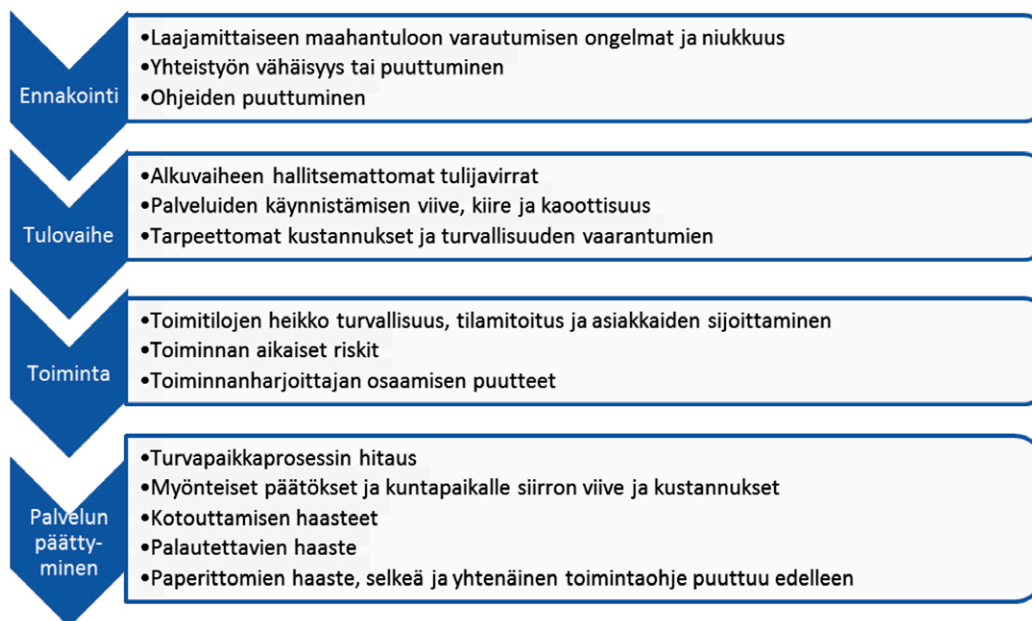 Ennakointi
•Laajamittaiseen maahantuloon varautumisen ongelmat ja niukkuus
•Yhteistyön vähäisyys tai puuttuminen
•Ohjeiden puuttuminen
Tulovaihe
•Alkuvaiheen hallitsemattomat tulijavirrat
•Palveluiden käynnistämisen viive, kiire ja kaoottisuus
•Tarpeettomat kustannukset ja turvallisuuden vaarantumien
Toiminta
•Toimitilojen heikko turvallisuus, tilamitoitus ja asiakkaiden sijoittaminen
•Toiminnan aikaiset riskit
•Toiminnanharjoittajan osaamisen puutteet
Palvelun
päätty-
minen
•Turvapaikkaprosessin hitaus
•Myönteiset päätökset ja kuntapaikalle siirron viive ja kustannukset
•Kotouttamisen haasteet
•Palautettavien haaste
•Paperittomien haaste, selkeä ja yhtenäinen toimintaohje puuttuu edelleen